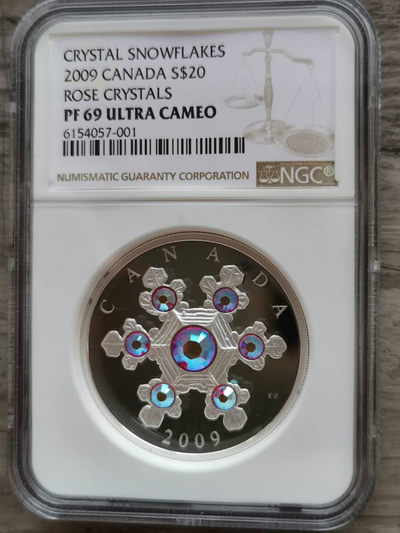 CRYSTAL SNOWFLAKES
2009 CANADA S$20
ROSE CRYSTALS
PF 69 ULTRA CAMEO
6154057-001
NUMISMATIC GUARANTY CORPORATION
NGC®
CANADA
KW
2009